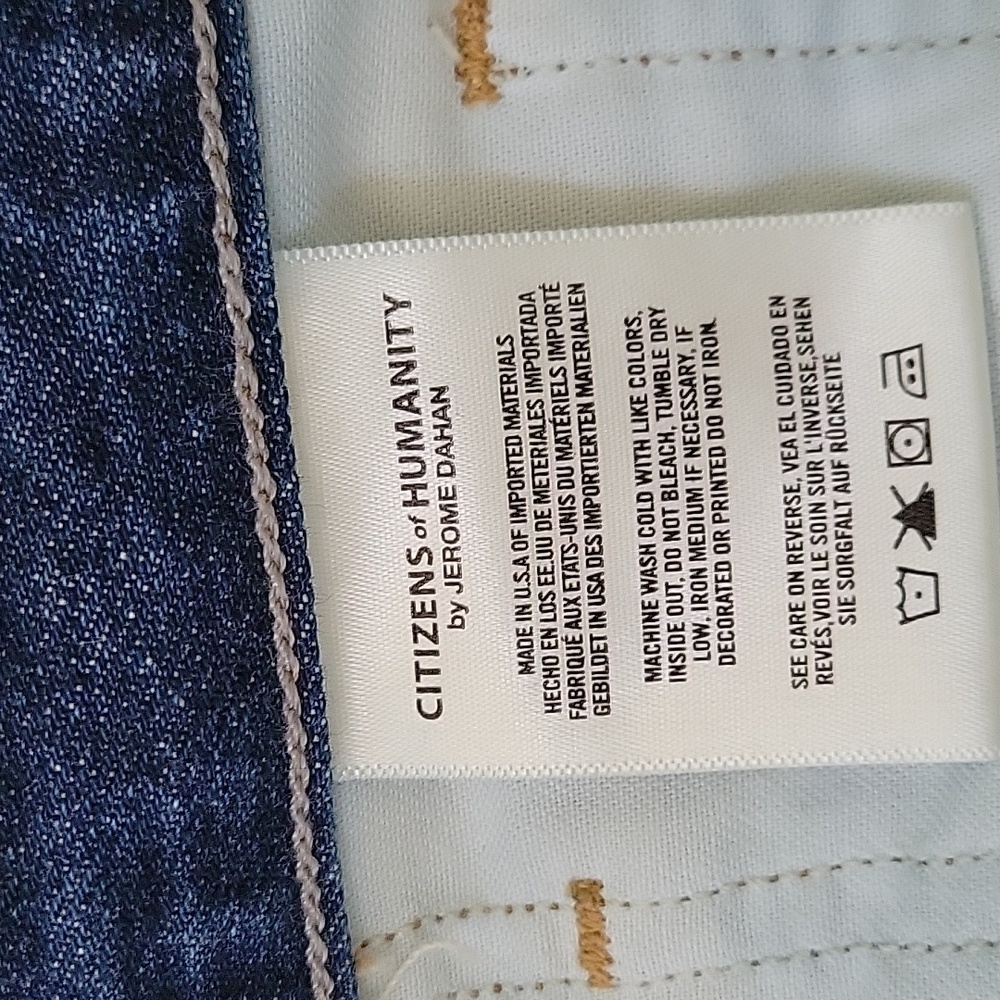 CITIZENS of HUMANITY
by JEROME DAHAN
MADE IN U.S.A OF IMPORTED MATERIALS
HECHO EN LOS EE.UU DE METERIALES IMPORTADA
FABRIQUÉ AUX ETATS-UNIS DU MATÉRIELS IMPORTÉ
GEBILDET IN USA DES IMPORTIERTEN MATERIALIEN
MACHINE WASH COLD WITH LIKE COLORS,
INSIDE OUT, DO NOT BLEACH, TUMBLE DRY
LOW, IRON MEDIUM IF NECESSARY, IF
DECORATED OR PRINTED DO NOT IRON.
SEE CARE ON REVERSE, VEA EL CUIDADO EN
REVÉS,VOIR LE SOIN SUR L'INVERSE,SEHEN
SIE SORGFALT AUF RÜCKSEITE